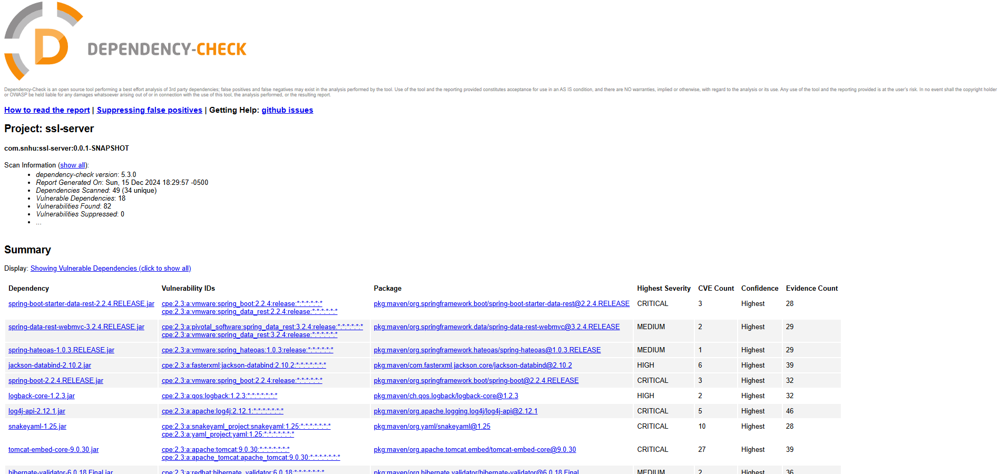 DEPENDENCY-CHECK
Dependency-Check is an open source tool performing a best effort analysis of 3rd party dependencies; false positives and false negatives may exist in the analysis performed by the tool. Use of the tool and the reporting provided constitutes acceptance for use in an AS IS condition, and there are NO warranties, implied or otherwise, with regard to the analysis or its use. Any use of the tool and the reporting provided is at the user's risk. In no event shall the copyright holder
or OWASP be held liable for any damages whatsoever arising out of or in connection with the use of this tool, the analysis performed, or the resulting report.
How to read the report | Suppressing false positives | Getting Help: github issues
Project: ssl-server
com.snhu:ssl-server:0.0.1-SNAPSHOT
Scan Information (show all):
• dependency-check version: 5.3.0
• Report Generated On: Sun, 15 Dec 2024 18:29:57 -0500
• Dependencies Scanned: 49 (34 unique)
• Vulnerable Dependencies: 18
• Vulnerabilities Found: 82
• Vulnerabilities Suppressed: 0
• ...
Summary
Display: Showing Vulnerable Dependencies (click to show all)
Dependency Vulnerability IDs Package Highest Severity CVE Count Confidence Evidence Count
spring-boot-starter-data-rest-2.2.4.RELEASE.jar cpe:2.3:a:vmware:spring_boot:2.2.4:release:*:*:*:*:*:* pkg:maven/org.springframework.boot/spring-boot-starter-data-rest@2.2.4.RELEASE CRITICAL 3 Highest 28
cpe:2.3:a:vmware:spring_data_rest:2.2.4:release:*:*:*:*:*:*
spring-data-rest-webmvc-3.2.4.RELEASE.jar cpe:2.3:a:pivotal_software:spring_data_rest:3.2.4:release:*:*:*:*:*:* pkg:maven/org.springframework.data/spring-data-rest-webmvc@3.2.4.RELEASE MEDIUM 2 Highest 29
cpe:2.3:a:vmware:spring_data_rest:3.2.4:release:*:*:*:*:*:*
spring-hateoas-1.0.3.RELEASE.jar cpe:2.3:a:vmware:spring_hateoas:1.0.3:release:*:*:*:*:*:* pkg:maven/org.springframework.hateoas/spring-hateoas@1.0.3.RELEASE MEDIUM 1 Highest 29
jackson-databind-2.10.2.jar cpe:2.3:a:fasterxml:jackson-databind:2.10.2:*:*:*:*:*:*:* pkg:maven/com.fasterxml.jackson.core/jackson-databind@2.10.2 HIGH 6 Highest 39
spring-boot-2.2.4.RELEASE.jar cpe:2.3:a:vmware:spring_boot:2.2.4:release:*:*:*:*:*:* pkg:maven/org.springframework.boot/spring-boot@2.2.4.RELEASE CRITICAL 3 Highest 32
logback-core-1.2.3.jar cpe:2.3:a:qos:logback:1.2.3:*:*:*:*:*:*:* pkg:maven/ch.qos.logback/logback-core@1.2.3 HIGH 2 Highest 32
log4j-api-2.12.1.jar cpe:2.3:a:apache:log4j:2.12.1:*:*:*:*:*:*:* pkg:maven/org.apache.logging.log4j/log4j-api@2.12.1 CRITICAL 5 Highest 46
snakeyaml-1.25.jar cpe:2.3:a:snakeyaml_project:snakeyaml:1.25:*:*:*:*:*:*:* pkg:maven/org.yaml/snakeyaml@1.25 CRITICAL 10 Highest 28
cpe:2.3:a:yaml_project:yaml:1.25:*:*:*:*:*:*:*
tomcat-embed-core-9.0.30.jar cpe:2.3:a:apache:tomcat:9.0.30:*:*:*:*:*:*:* pkg:maven/org.apache.tomcat.embed/tomcat-embed-core@9.0.30 CRITICAL 27 Highest 39
cpe:2.3:a:apache_tomcat:apache_tomcat:9.0.30:*:*:*:*:*:*:*
hibernate-validator-6.0.18.Final.jar cpe:2.3:a:redhat:hibernate_validator:6.0.18:*:*:*:*:*:*:* pkg:maven/org.hibernate.validator/hibernate-validator@6.0.18.Final MEDIUM 2 Highest 36